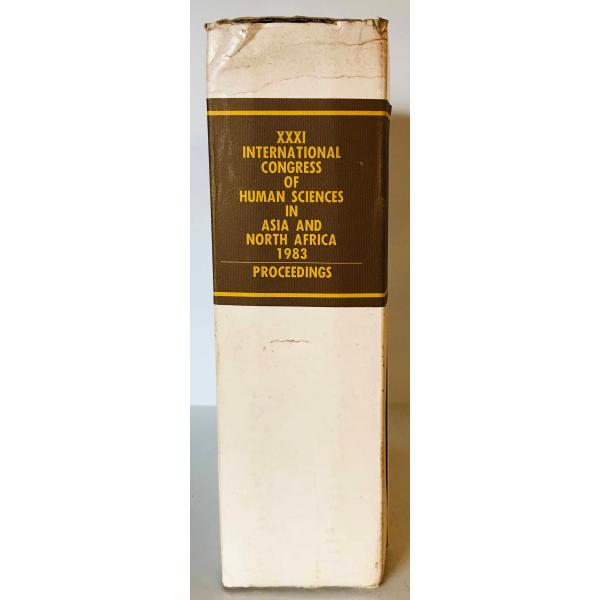 XXXI
INTERNATIONAL
CONGRESS
OF
HUMAN SCIENCES
IN
ASIA AND
NORTH AFRICA
1983
PROCEEDINGS